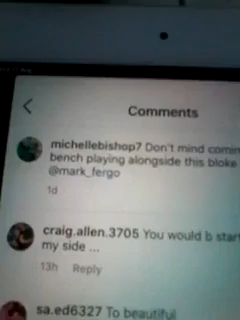 Comments
michellebishop7 Don't mind comin
bench playing alongside this bloke
@mark_fergo
1d
craig.allen.3705 You would b start
my side ...
13h Reply
sa.ed6327 To beautiful